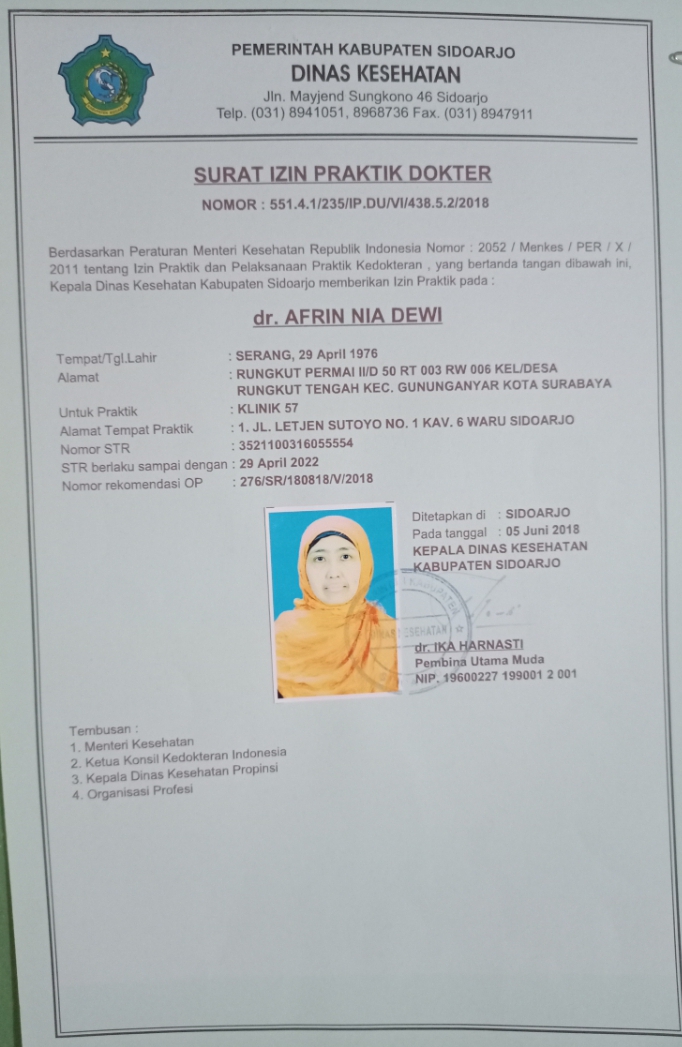 PEMERINTAH KABUPATEN SIDOARJO
DINAS KESEHATAN
Jln. Mayjend Sungkono 46 Sidoarjo
Telp. (031) 8941051, 8968736 Fax. (031) 8947911
SURAT IZIN PRAKTIK DOKTER
NOMOR : 551.4.1/235/IP.DU/VI/438.5.2/2018
Berdasarkan Peraturan Menteri Kesehatan Republik Indonesia Nomor : 2052 / Menkes / PER / X /
2011 tentang Izin Praktik dan Pelaksanaan Praktik Kedokteran , yang bertanda tangan dibawah ini,
Kepala Dinas Kesehatan Kabupaten Sidoarjo memberikan Izin Praktik pada :
dr. AFRIN NIA DEWI
Tempat/Tgl.Lahir : SERANG, 29 April 1976
Alamat : RUNGKUT PERMAI II/D 50 RT 003 RW 006 KEL/DESA
RUNGKUT TENGAH KEC. GUNUNGANYAR KOTA SURABAYA
Untuk Praktik : KLINIK 57
Alamat Tempat Praktik : 1. JL. LETJEN SUTOYO NO. 1 KAV. 6 WARU SIDOARJO
Nomor STR : 3521100316055554
STR berlaku sampai dengan : 29 April 2022
Nomor rekomendasi OP : 276/SR/180818/V/2018
Ditetapkan di : SIDOARJO
Pada tanggal : 05 Juni 2018
KEPALA DINAS KESEHATAN
KABUPATEN SIDOARJO
DINAS KESEHATAN
dr. IKA HARNASTI
Pembina Utama Muda
NIP. 19600227 199001 2 001
Tembusan :
1. Menteri Kesehatan
2. Ketua Konsil Kedokteran Indonesia
3. Kepala Dinas Kesehatan Propinsi
4. Organisasi Profesi